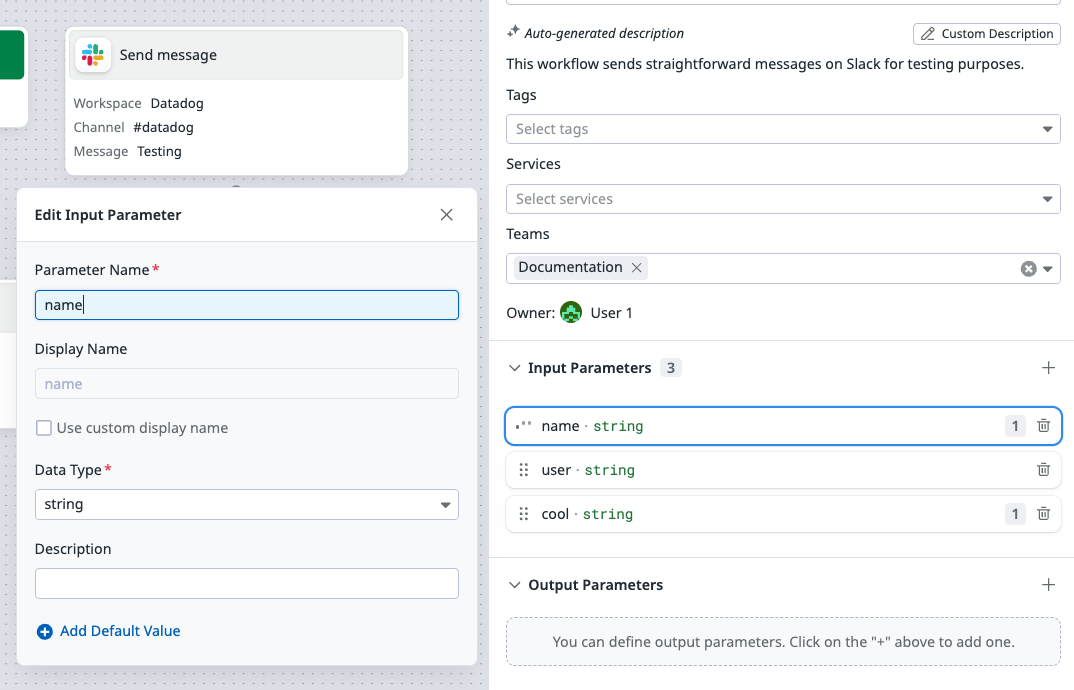 Send message
Workspace Datadog
Channel #datadog
Message Testing
Edit Input Parameter
Parameter Name*
name
Display Name
name
Use custom display name
Data Type*
string
Description
Add Default Value
Auto-generated description
Custom Description
This workflow sends straightforward messages on Slack for testing purposes.
Tags
Select tags
Services
Select services
Teams
Documentation
Owner: User 1
Input Parameters 3
name · string 1
user · string
cool · string 1
Output Parameters
You can define output parameters. Click on the "+" above to add one.